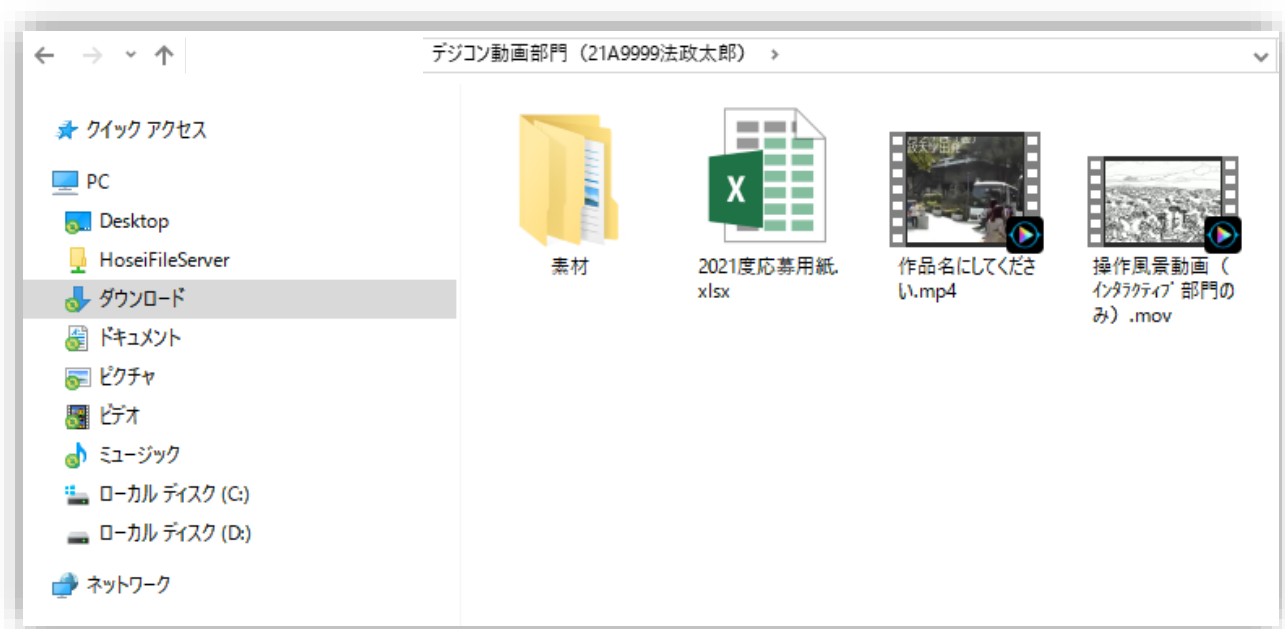 デジコン動画部門（21A9999法政太郎）
クイック アクセス
PC
Desktop
HoseiFileServer
ダウンロード
ドキュメント
ピクチャ
ビデオ
ミュージック
ローカル ディスク (C:)
ローカル ディスク (D:)
ネットワーク
素材
2021度応募用紙.
xlsx
作品名にしてくださ
い.mp4
操作風景動画（
インタラクティブ部門の
み）.mov